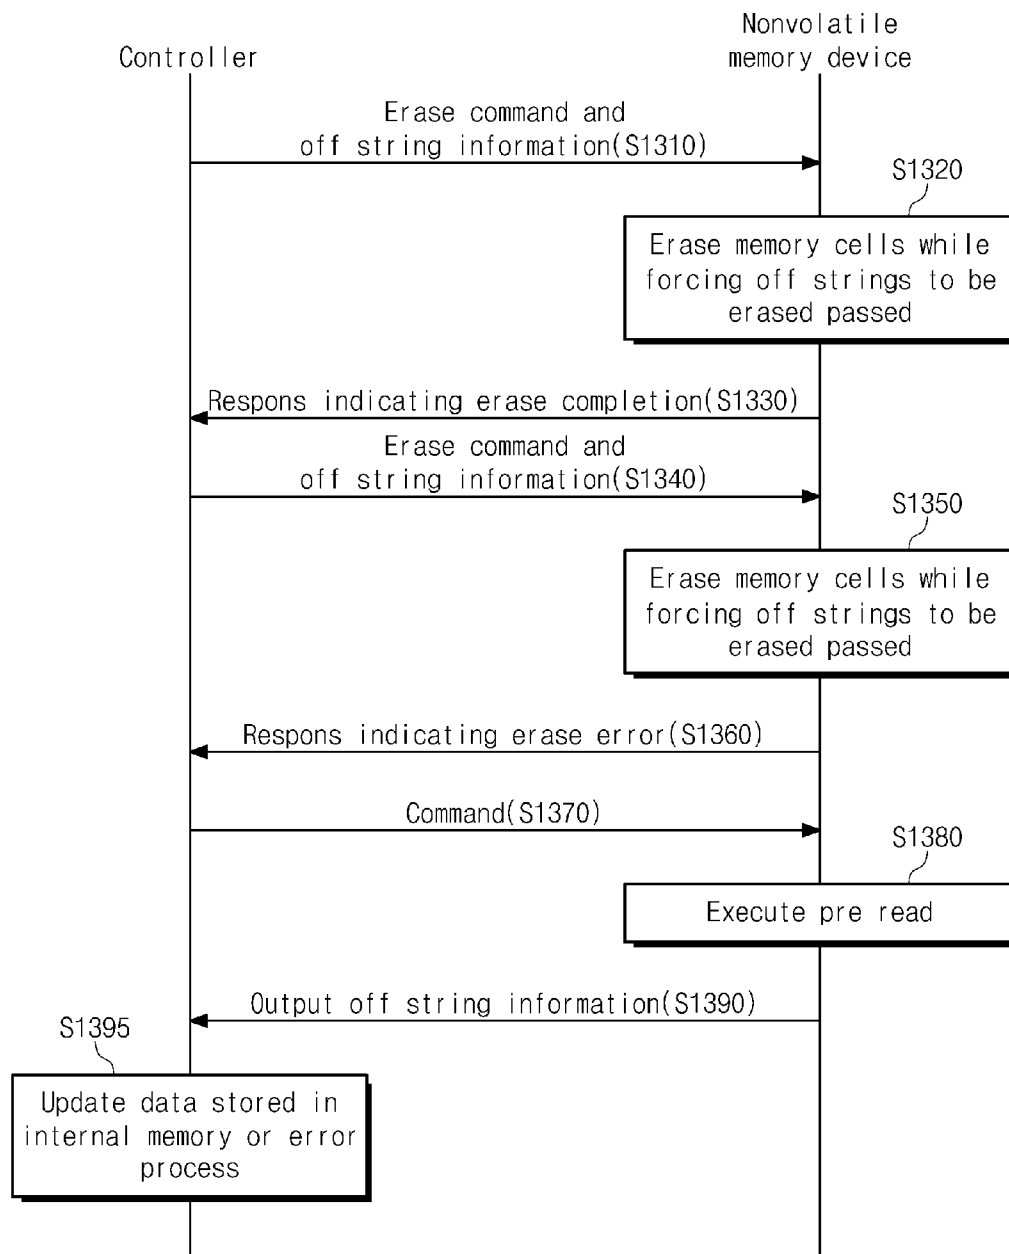 Controller
Nonvolatile
memory device
Erase command and
off string information(S1310)
S1320
Erase memory cells while
forcing off strings to be
erased passed
Respons indicating erase completion(S1330)
Erase command and
off string information(S1340)
S1350
Erase memory cells while
forcing off strings to be
erased passed
Respons indicating erase error(S1360)
Command(S1370)
S1380
Execute pre read
Output off string information(S1390)
S1395
Update data stored in
internal memory or error
process